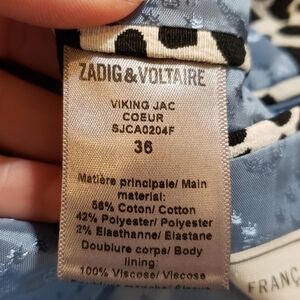 ZADIG & VOLTAIRE
VIKING JAC
COEUR
SJCA0204F
36
Matière principale/ Main
material:
56% Coton/ Cotton
42% Polyester/ Polyester
2% Elasthanne/ Elastane
Doublure corps/ Body
lining:
100% Viscose/ Viscose
FRANC